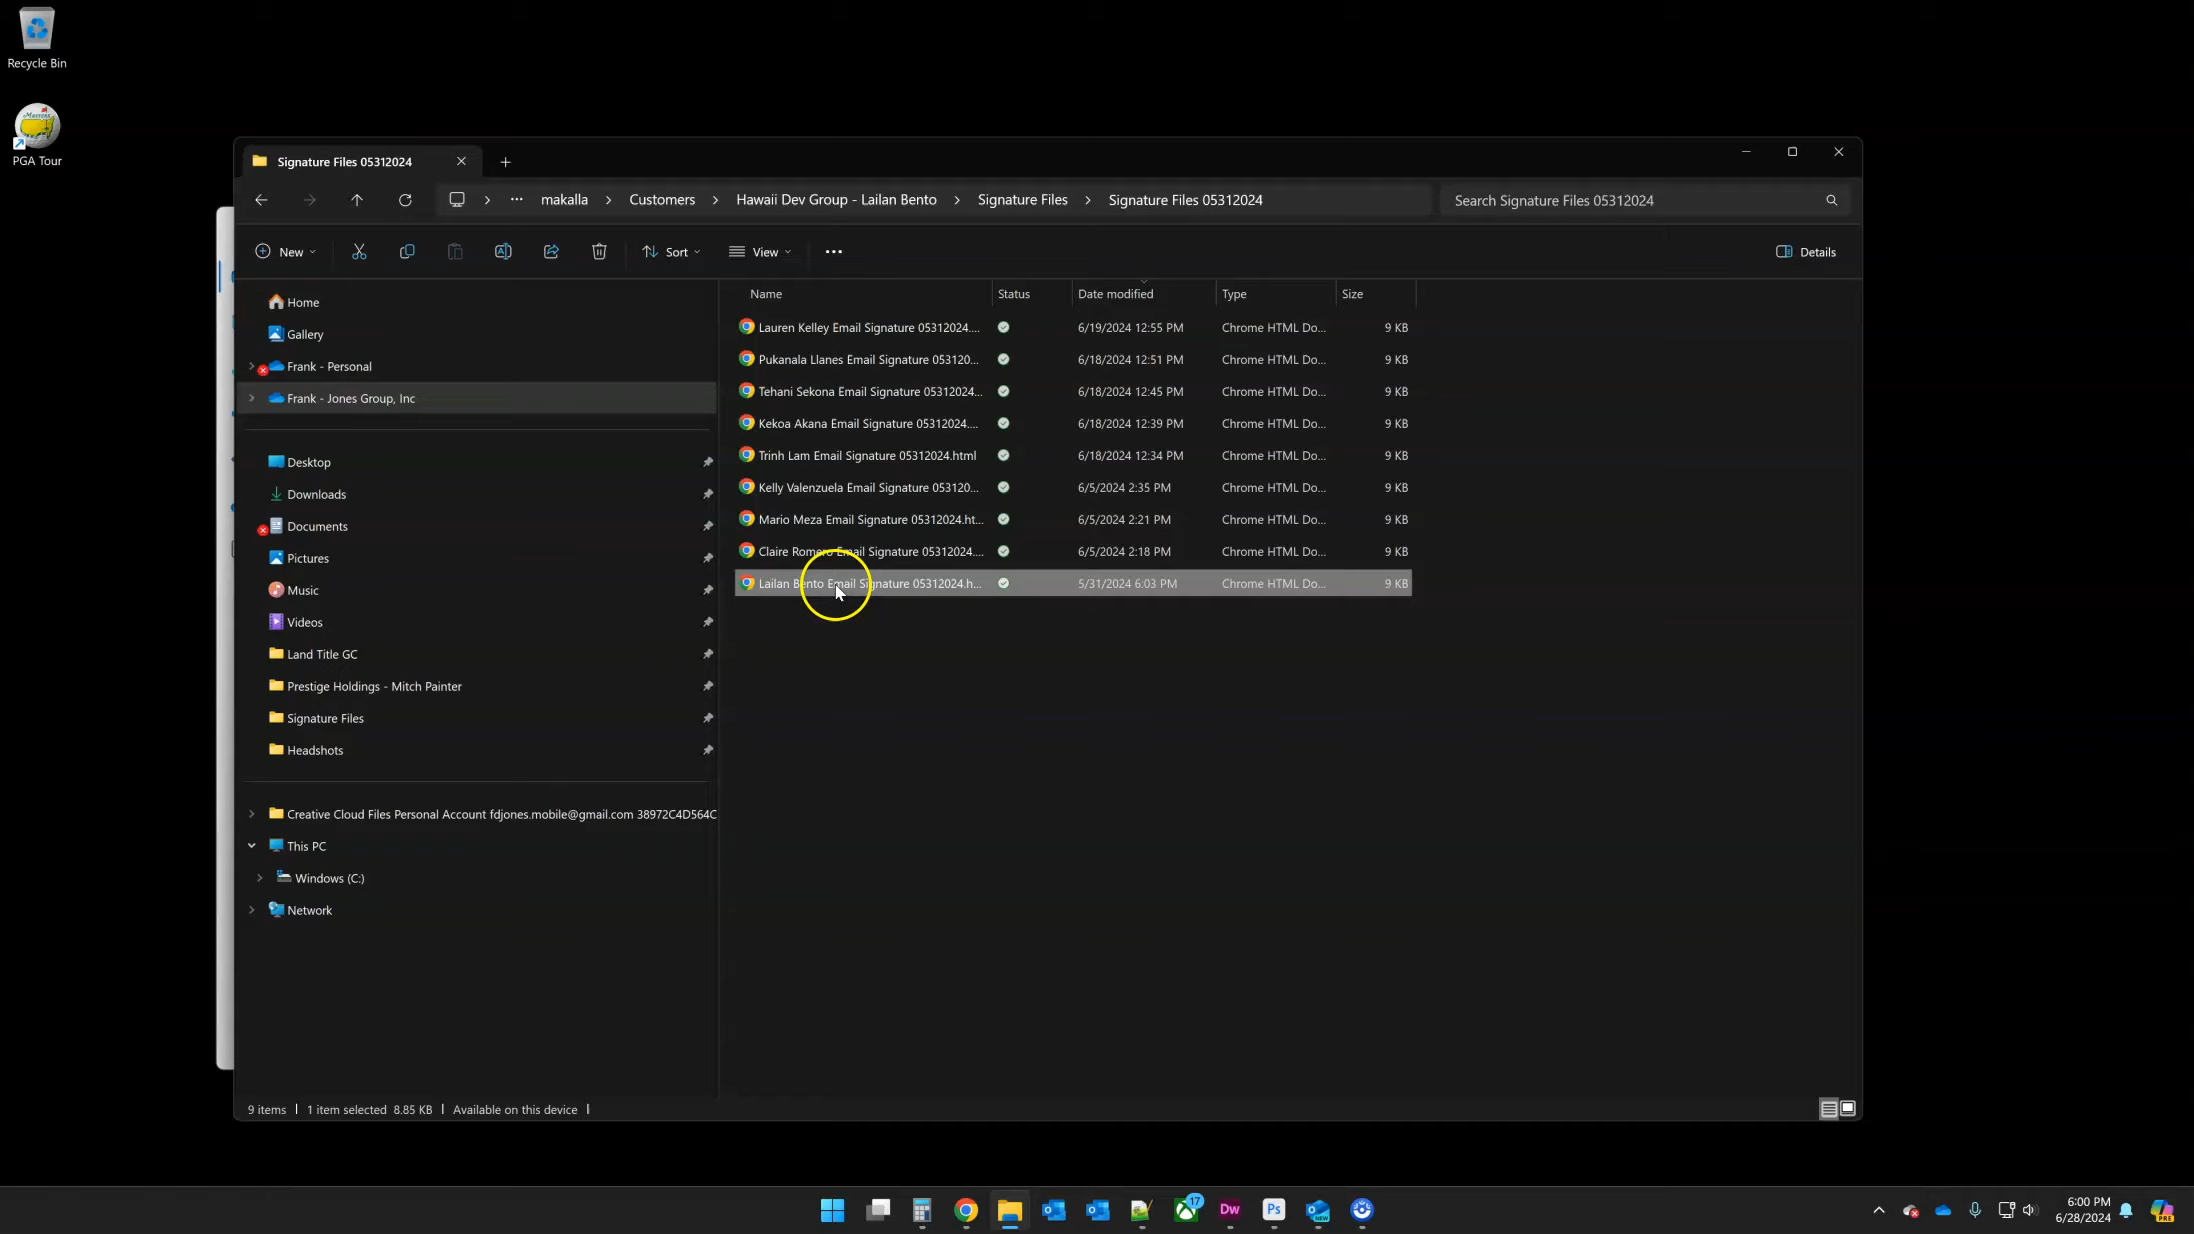 Recycle Bin
PGA Tour
Signature Files 05312024
makalla
Customers
Hawaii Dev Group - Lailan Bento
Signature Files
Signature Files 05312024
Search Signature Files 05312024
New
Sort
View
Details
Home
Gallery
Frank - Personal
Frank - Jones Group, Inc
Desktop
Downloads
Documents
Pictures
Music
Videos
Land Title GC
Prestige Holdings - Mitch Painter
Signature Files
Headshots
Creative Cloud Files Personal Account fdjones.mobile@gmail.com 38972C4D564C
This PC
Windows (C:)
Network
Name Status Date modified Type Size
Lauren Kelley Email Signature 05312024.... 6/19/2024 12:55 PM Chrome HTML Do... 9 KB
Pukanala Llanes Email Signature 053120... 6/18/2024 12:51 PM Chrome HTML Do... 9 KB
Tehani Sekona Email Signature 05312024... 6/18/2024 12:45 PM Chrome HTML Do... 9 KB
Kekoa Akana Email Signature 05312024.... 6/18/2024 12:39 PM Chrome HTML Do... 9 KB
Trinh Lam Email Signature 05312024.html 6/18/2024 12:34 PM Chrome HTML Do... 9 KB
Kelly Valenzuela Email Signature 053120... 6/5/2024 2:35 PM Chrome HTML Do... 9 KB
Mario Meza Email Signature 05312024.ht... 6/5/2024 2:21 PM Chrome HTML Do... 9 KB
Claire Romero Email Signature 05312024.... 6/5/2024 2:18 PM Chrome HTML Do... 9 KB
Lailan Bento Email Signature 05312024.h... 5/31/2024 6:03 PM Chrome HTML Do... 9 KB
9 items 1 item selected 8.85 KB Available on this device
17
Dw
Ps
NEW
6:00 PM
6/28/2024
PRE